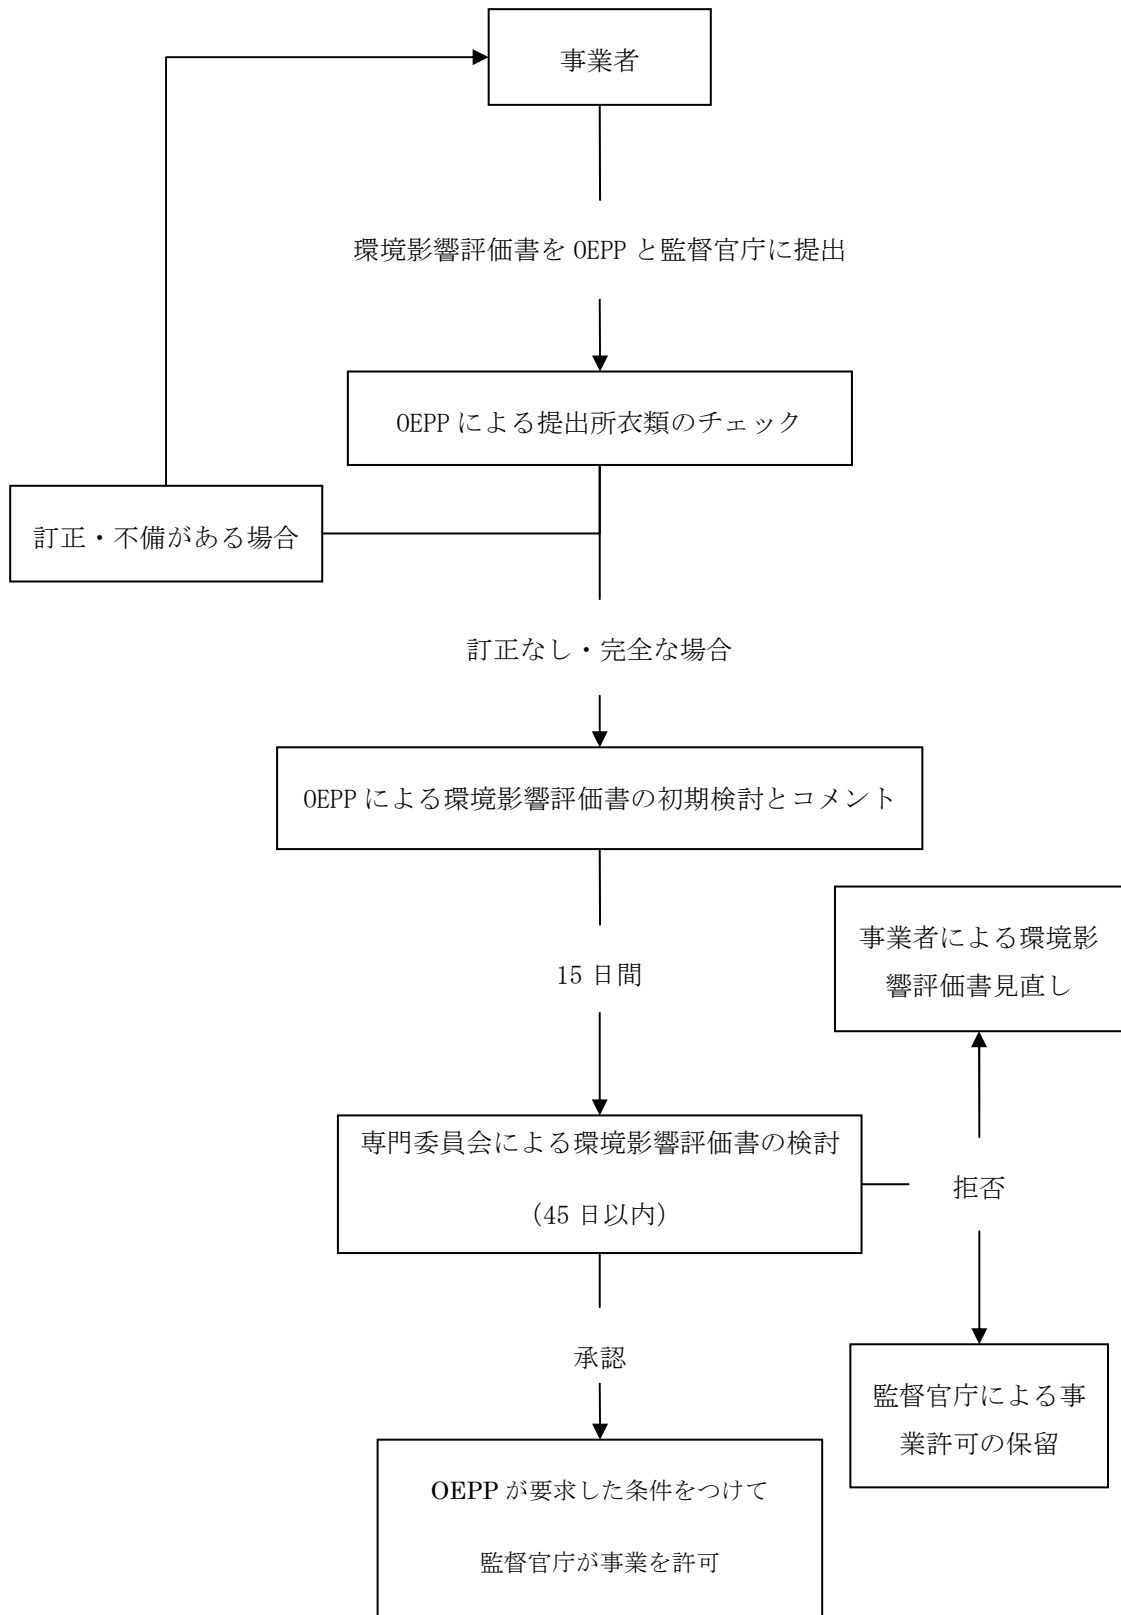 事業者
環境影響評価書を OEPP と監督官庁に提出
OEPP による提出所衣類のチェック
訂正・不備がある場合
訂正なし・完全な場合
OEPP による環境影響評価書の初期検討とコメント
事業者による環境影
響評価書見直し
15 日間
専門委員会による環境影響評価書の検討
(45 日以内)
拒否
承認
監督官庁による事
業許可の保留
OEPP が要求した条件をつけて
監督官庁が事業を許可